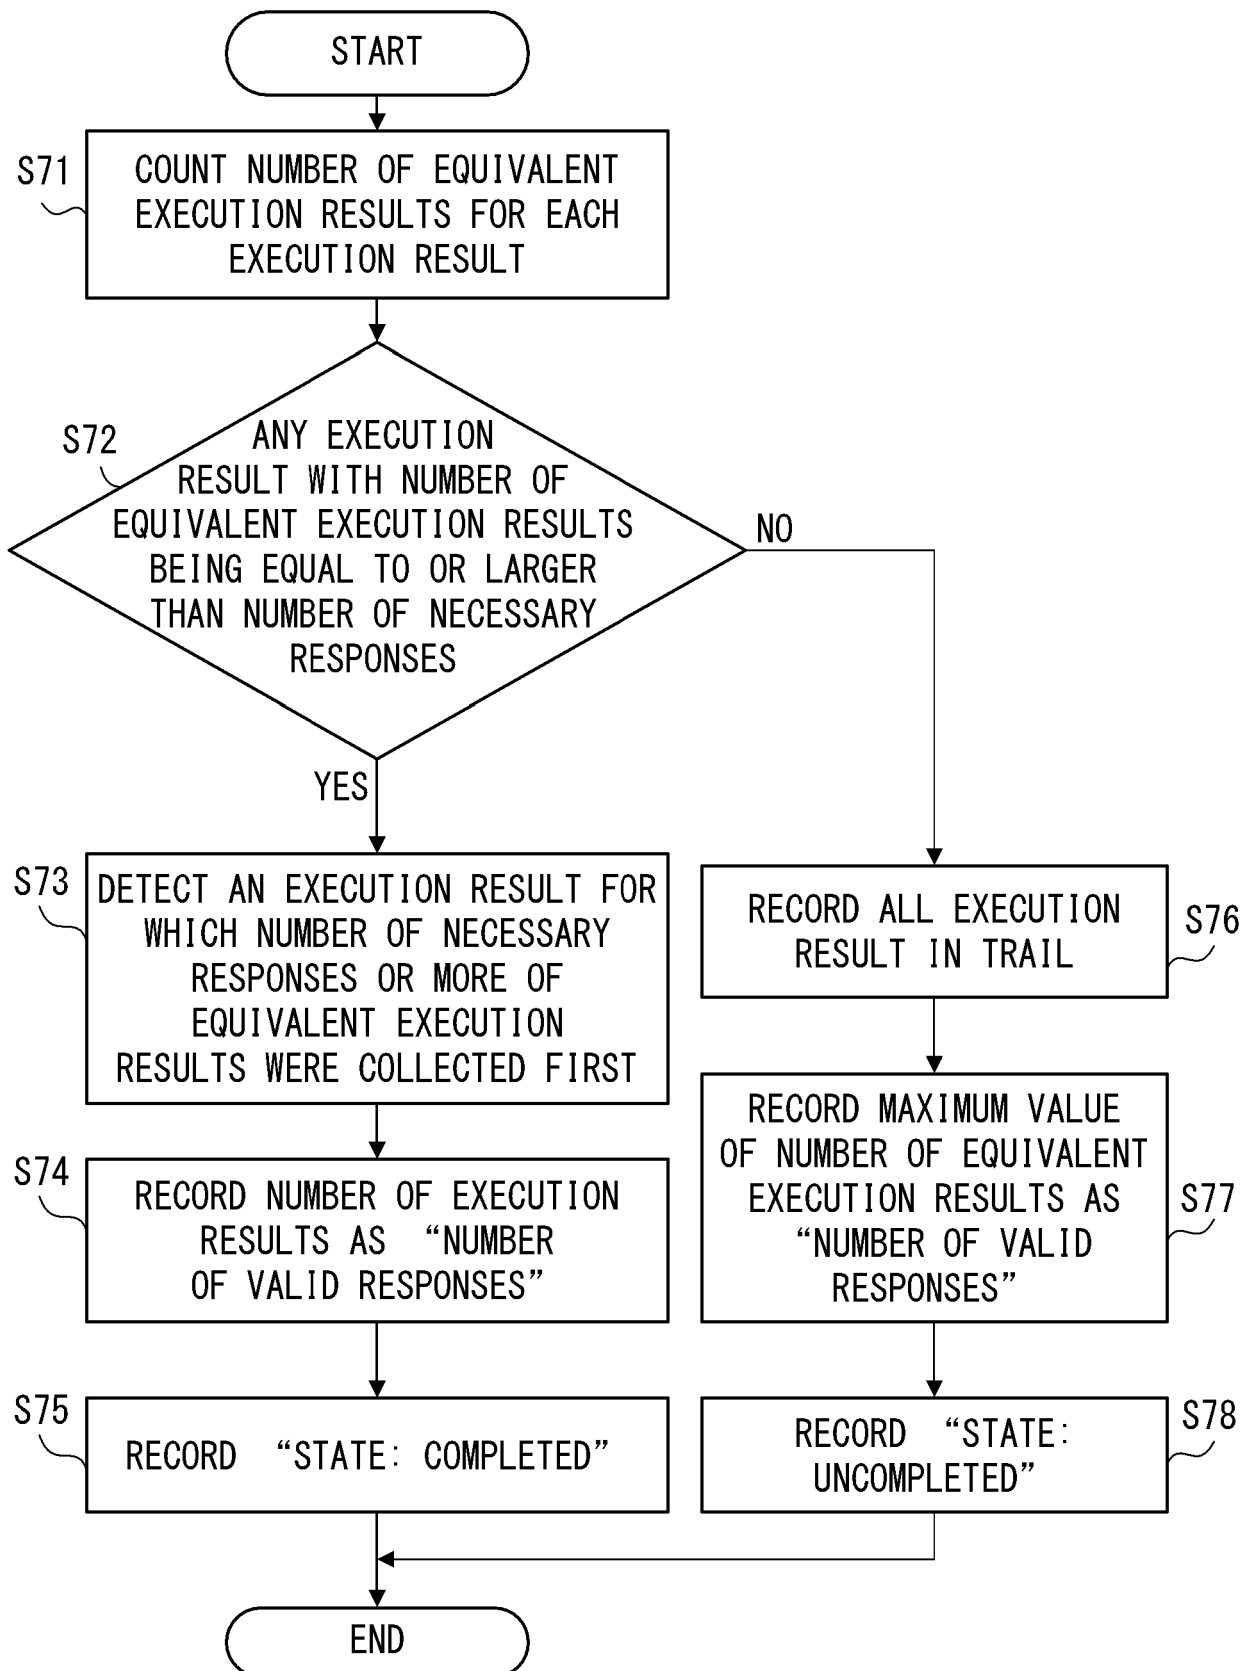 START
S71
COUNT NUMBER OF EQUIVALENT
EXECUTION RESULTS FOR EACH
EXECUTION RESULT
S72
ANY EXECUTION
RESULT WITH NUMBER OF
EQUIVALENT EXECUTION RESULTS
BEING EQUAL TO OR LARGER
THAN NUMBER OF NECESSARY
RESPONSES
NO
YES
S73
DETECT AN EXECUTION RESULT FOR
WHICH NUMBER OF NECESSARY
RESPONSES OR MORE OF
EQUIVALENT EXECUTION
RESULTS WERE COLLECTED FIRST
S74
RECORD NUMBER OF EXECUTION
RESULTS AS “NUMBER
OF VALID RESPONSES”
S75
RECORD “STATE: COMPLETED”
RECORD ALL EXECUTION
RESULT IN TRAIL
S76
RECORD MAXIMUM VALUE
OF NUMBER OF EQUIVALENT
EXECUTION RESULTS AS
“NUMBER OF VALID
RESPONSES”
S77
RECORD “STATE:
UNCOMPLETED”
S78
END